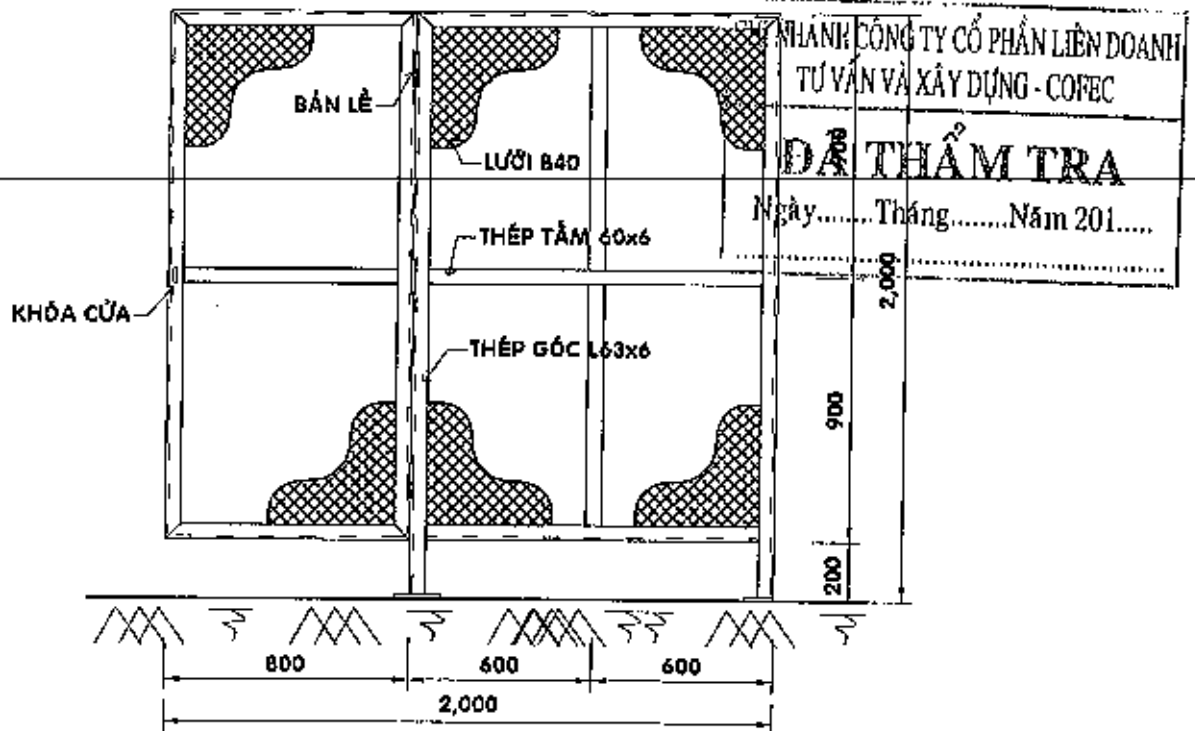 NHÁNH CÔNG TY CỔ PHẦN LIÊN DOANH
TƯ VẤN VÀ XÂY DỰNG - COFEC
ĐÃ THẨM TRA
Ngày........Tháng........Năm 201.....
BẢN LỀ
LƯỚI B40
THÉP TẤM 60x6
KHÓA CỬA
THÉP GÓC L63x6
900
2,000
900
200
800
600
600
2,000